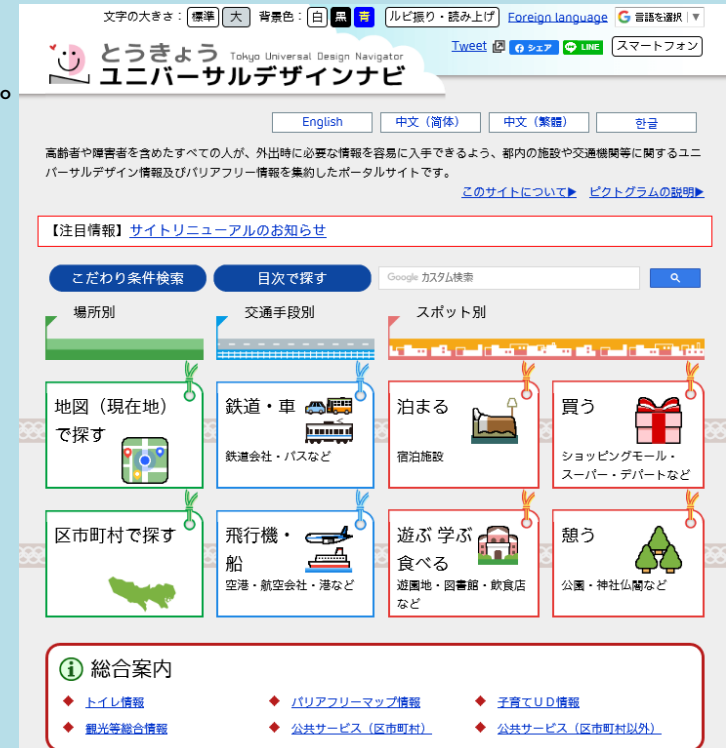 文字の大きさ： 標準 大 背景色： 白 黒 青 ルビ振り・読み上げ Foreign language G 言語を選択 ▼
とうきょう Tokyo Universal Design Navigator
ユニバーサルデザインナビ
Tweet シェア LINE スマートフォン
。
English 中文（简体） 中文（繁體） 한글
高齢者や障害者を含めたすべての人が、外出時に必要な情報を容易に入手できるよう、都内の施設や交通機関等に関するユニ
バーサルデザイン情報及びバリアフリー情報を集約したポータルサイトです。
このサイトについて▶ ピクトグラムの説明▶
【注目情報】サイトリニューアルのお知らせ
こだわり条件検索 目次で探す Google カスタム検索
場所別 交通手段別 スポット別
地図（現在地）
で探す
鉄道・車
鉄道会社・バスなど
泊まる
宿泊施設
買う
ショッピングモール・
スーパー・デパートなど
区市町村で探す
飛行機・
船
空港・航空会社・港など
遊ぶ 学ぶ
食べる
遊園地・図書館・飲食店
など
憩う
公園・神社仏閣など
総合案内
トイレ情報 バリアフリーマップ情報 子育てＵＤ情報
観光等総合情報 公共サービス（区市町村） 公共サービス（区市町村以外）